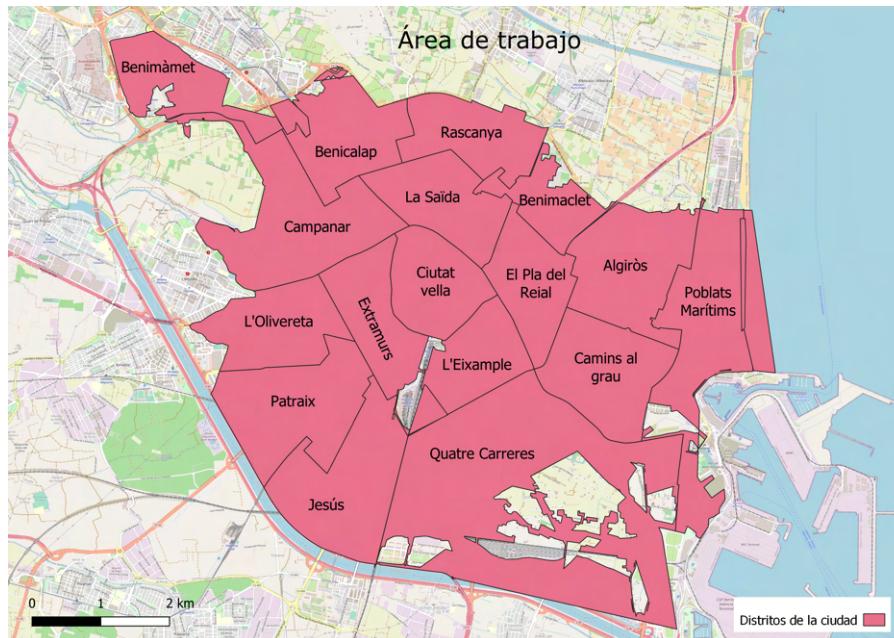 Área de trabajo
Benimàmet
Benicalap
Rascanya
La Saïda
Benimaclet
Campanar
Ciutat
vella
El Pla del
Reial
Algiròs
Poblats
Marítims
L'Olivereta
Extramurs
L'Eixample
Camins al
grau
Patraix
Quatre Carreres
Jesús
0 1 2 km
Distritos de la ciudad